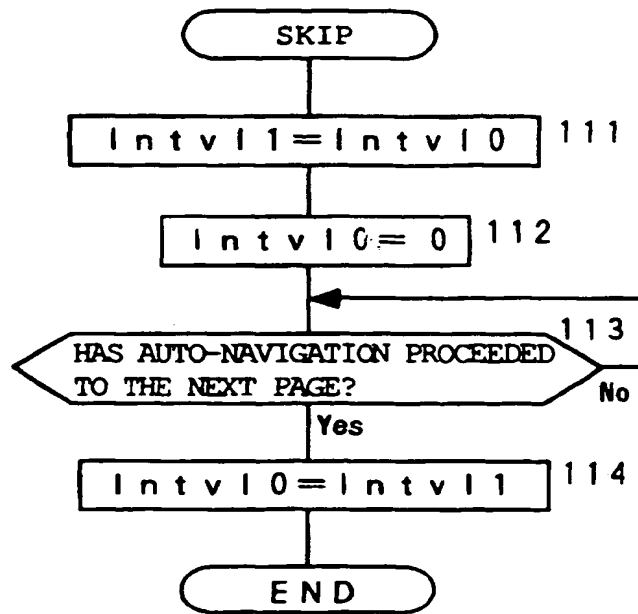 SKIP
Intvl1=Intvl0 111
Intvl0=0 112
113
HAS AUTO-NAVIGATION PROCEEDED
TO THE NEXT PAGE?
No
Yes
Intvl0=Intvl1 114
END